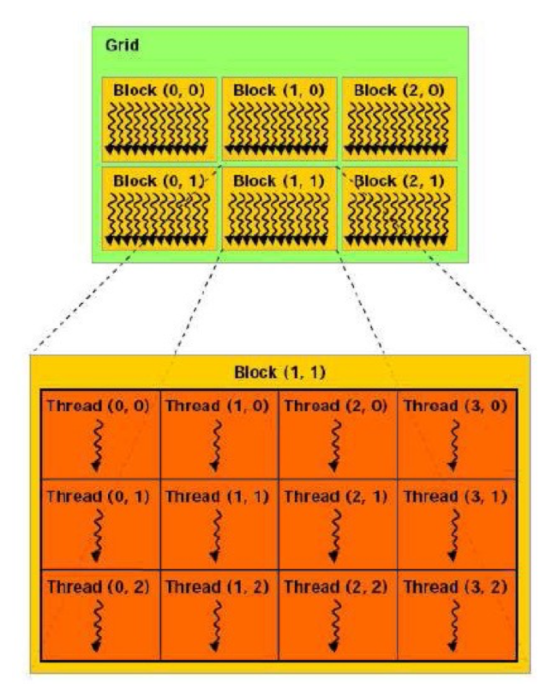 Grid
Block (0, 0) Block (1, 0) Block (2, 0)
Block (0, 1) Block (1, 1) Block (2, 1)
Block (1, 1)
Thread (0, 0) Thread (1, 0) Thread (2, 0) Thread (3, 0)
Thread (0, 1) Thread (1, 1) Thread (2, 1) Thread (3, 1)
Thread (0, 2) Thread (1, 2) Thread (2, 2) Thread (3, 2)